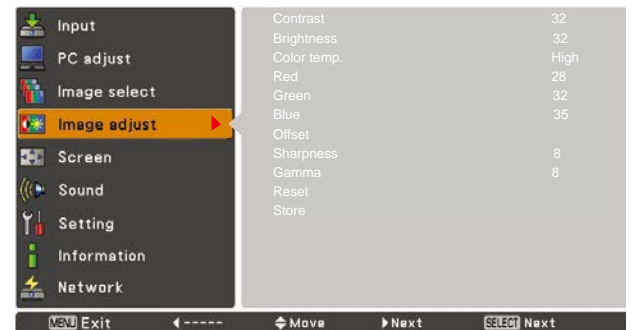 Input
PC adjust
Image select
Image adjust
Screen
Sound
Setting
Information
Network
Contrast 32
Brightness 32
Color temp. High
Red 28
Green 32
Blue 35
Offset
Sharpness 8
Gamma 8
Reset
Store
MENU Exit ----- Move Next SELECT Next